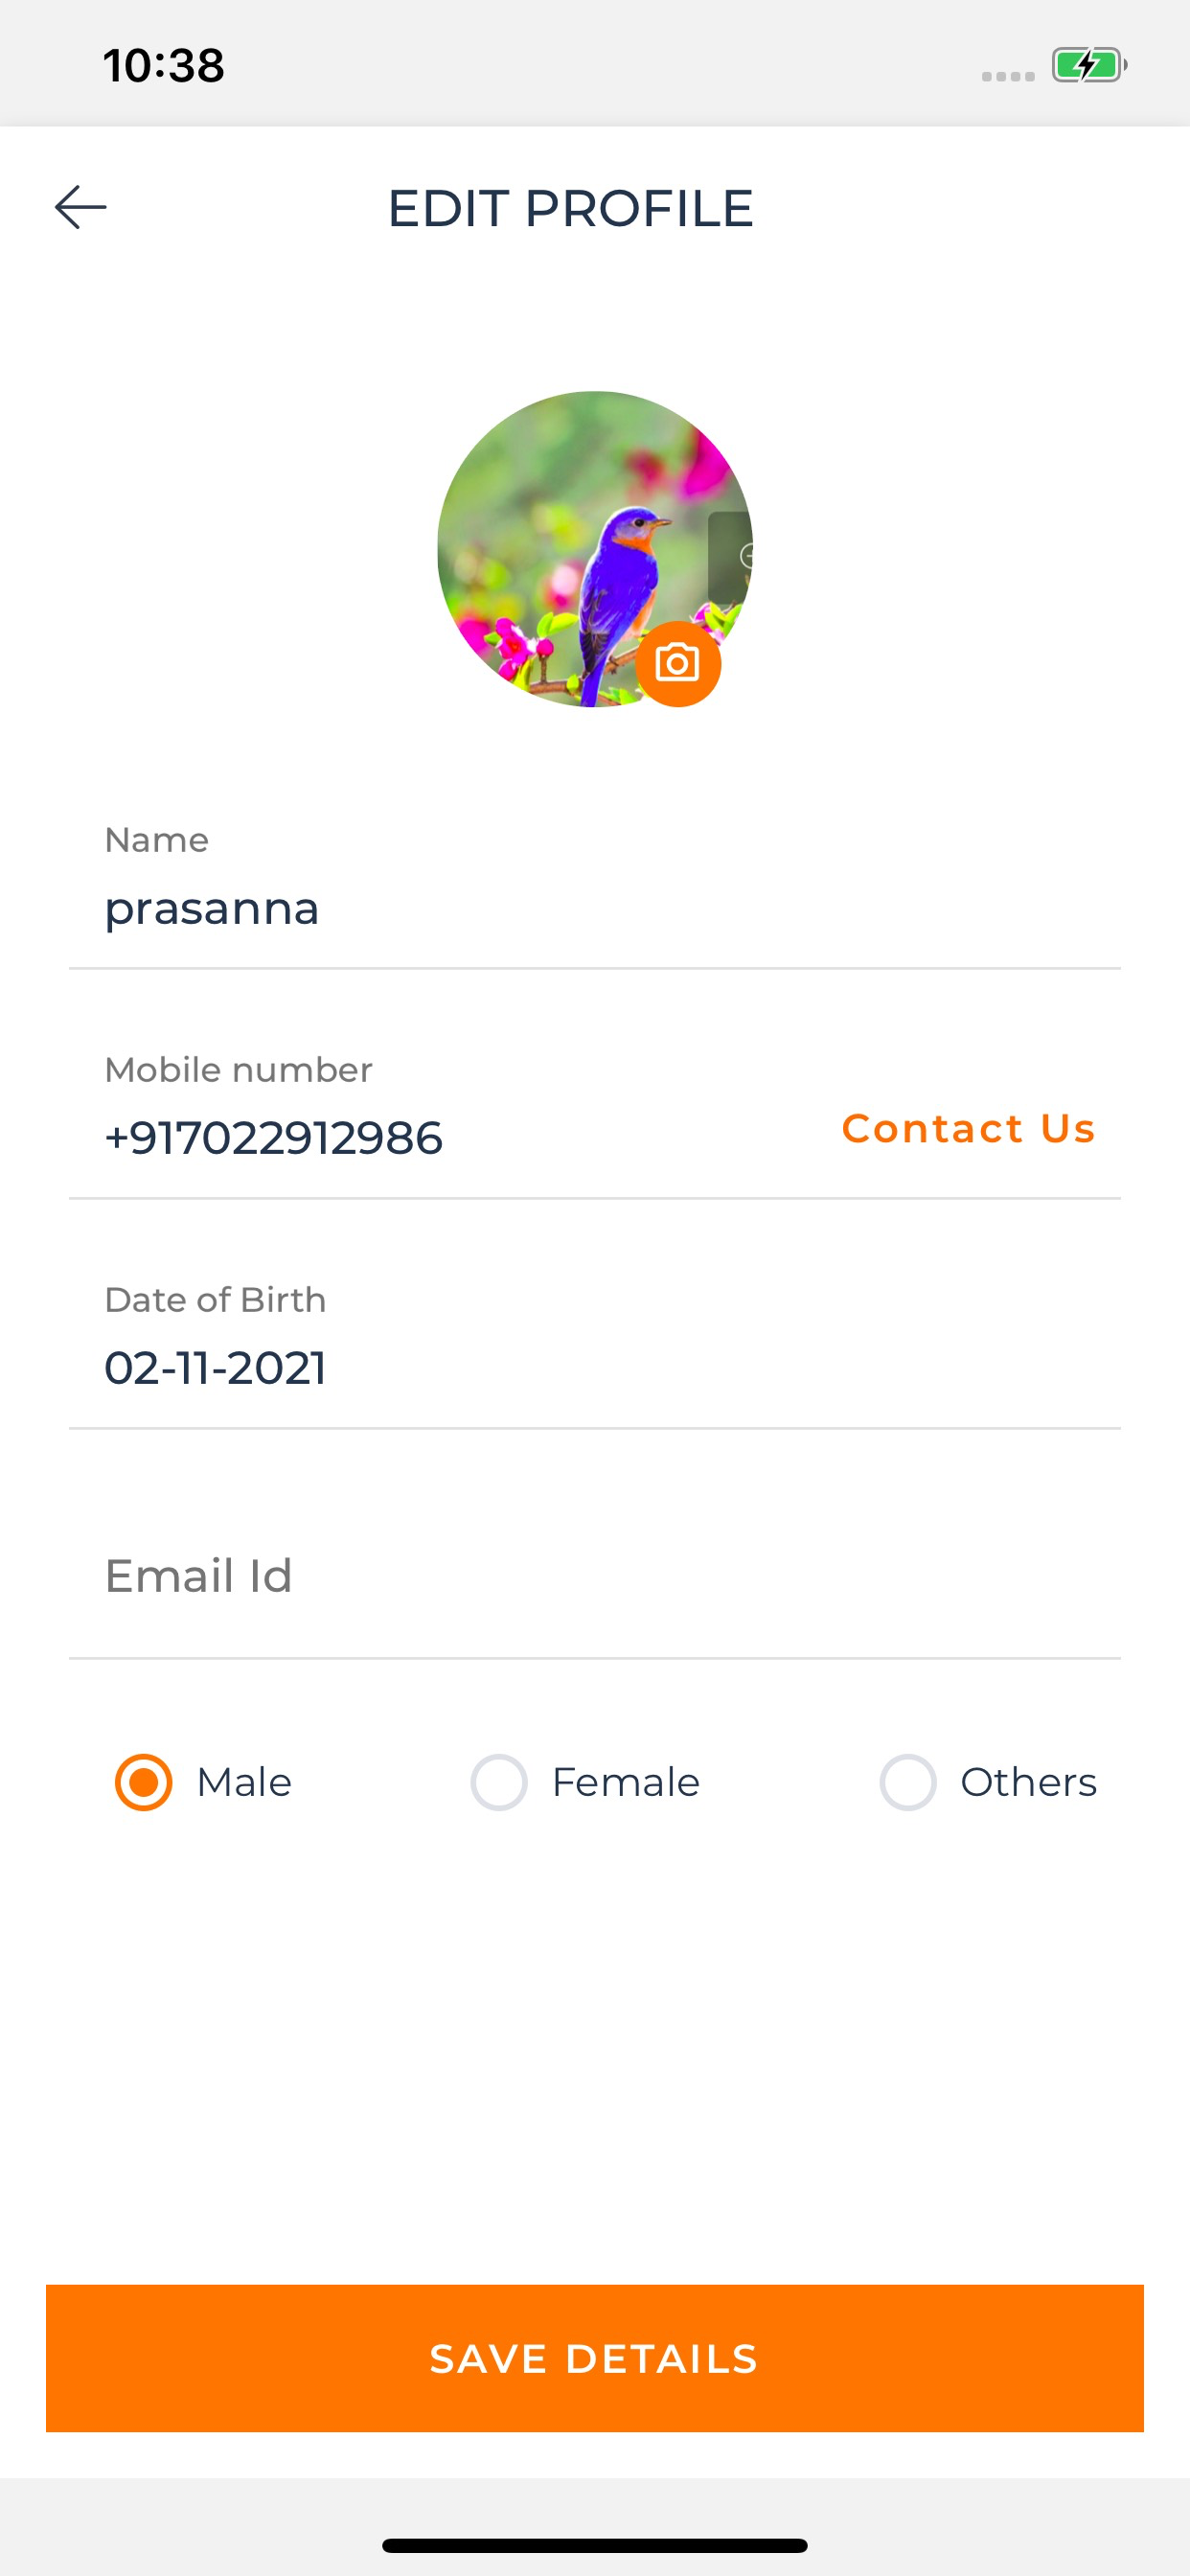 10:38
EDIT PROFILE
Name
prasanna
Mobile number
+917022912986
Contact Us
Date of Birth
02-11-2021
Email Id
Male
Female
Others
SAVE DETAILS